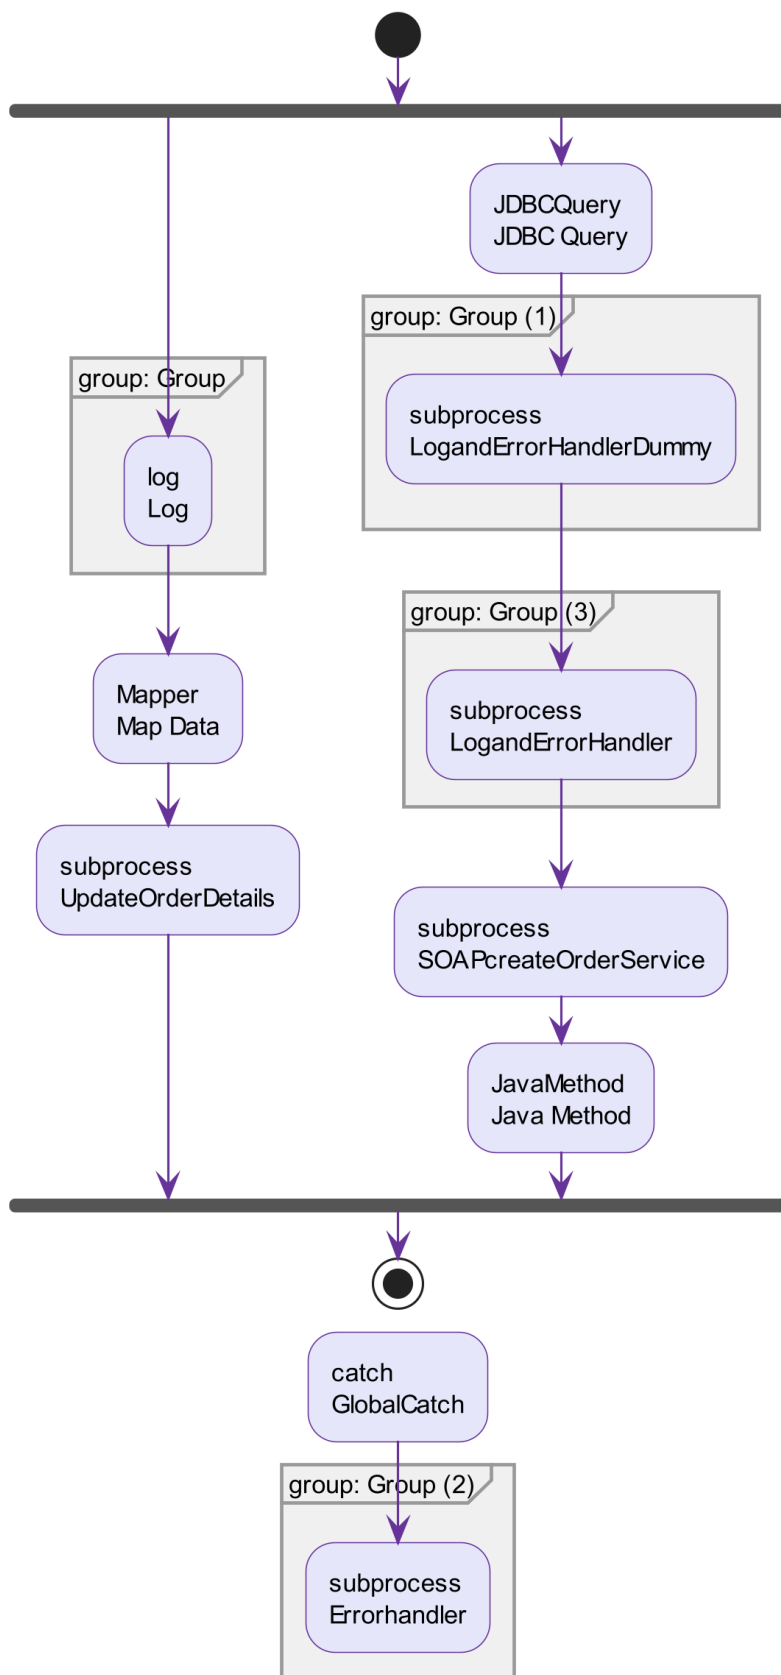 JDBCQuery
JDBC Query
group: Group (1)
group: Group
subprocess
LogandErrorHandlerDummy
log
Log
group: Group (3)
Mapper
Map Data
subprocess
LogandErrorHandler
subprocess
UpdateOrderDetails
subprocess
SOAPcreateOrderService
JavaMethod
Java Method
catch
GlobalCatch
group: Group (2)
subprocess
Errorhandler